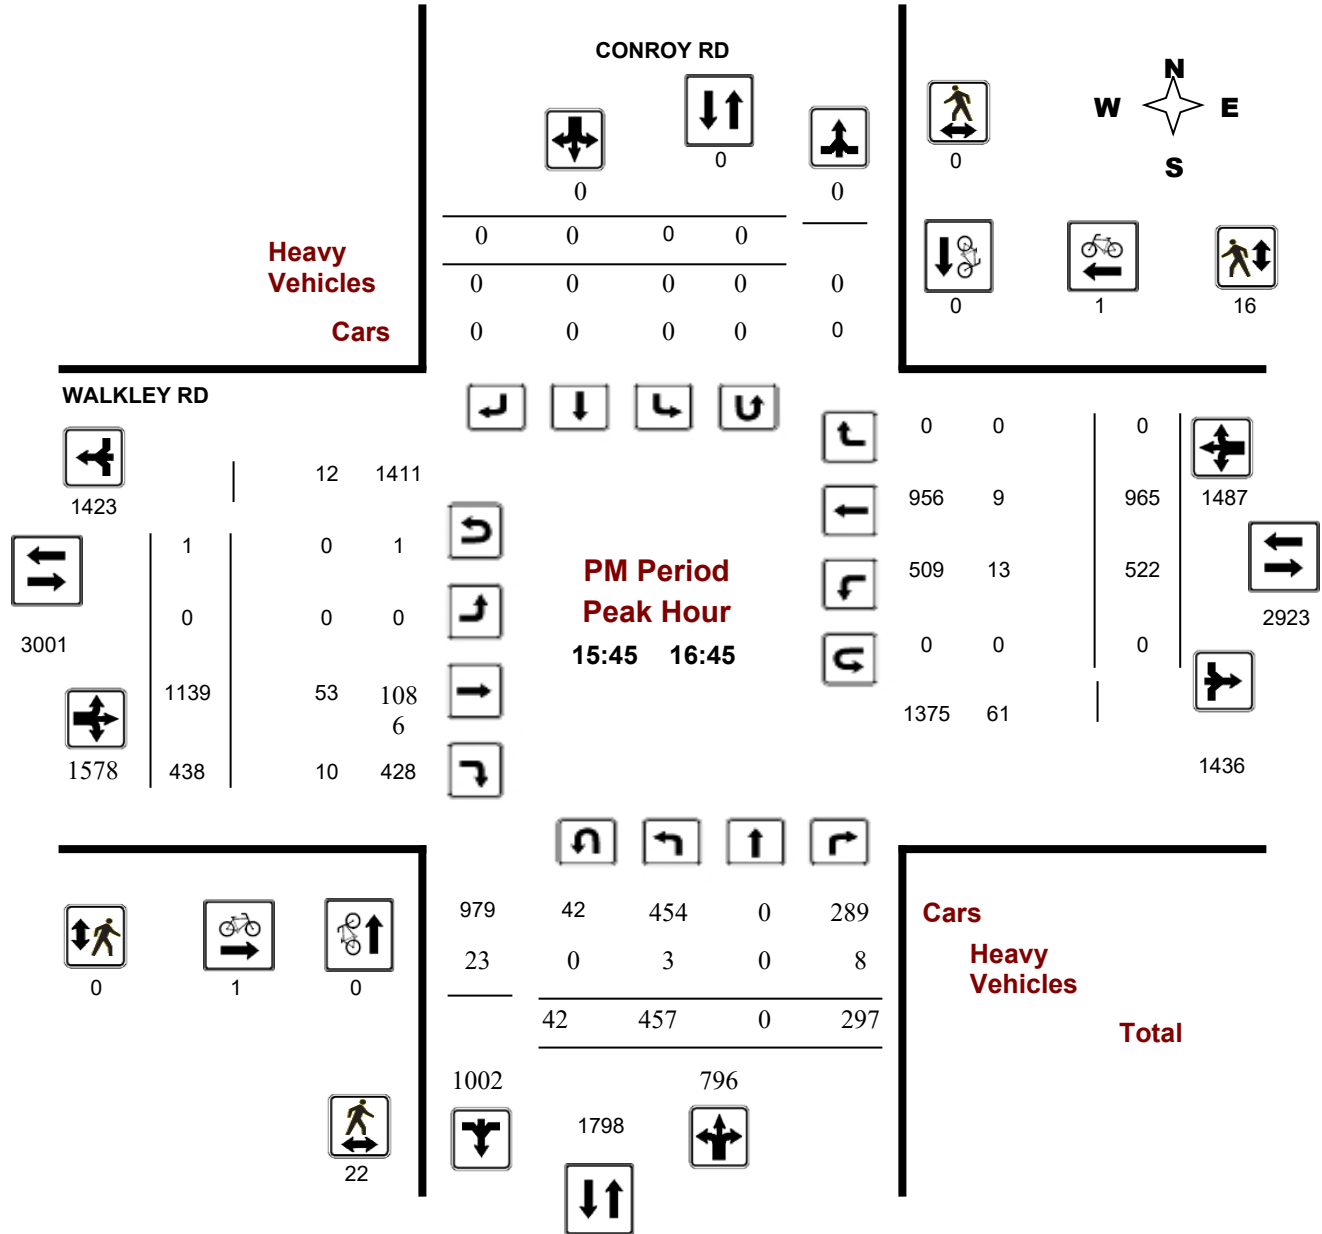 CONROY RD
N
W E
S
0
0
0 0
0
0 0 0 0
Heavy
Vehicles
0 0 0 0 0
Cars
0 0 0 0 0
0 1 16
WALKLEY RD
0 0 0
12 1411
1423
956 9 965 1487
1 0 1
PM Period
509 13 522
Peak Hour
0 0 0
2923
3001
15:45 16:45
0 0 0
1139 53 108
6
1375 61
1578 438 10 428
1436
979 42 454 0 289
Cars
23 0 3 0 8
Heavy
Vehicles
0 1 0
42 457 0 297
Total
1002 796
1798
22